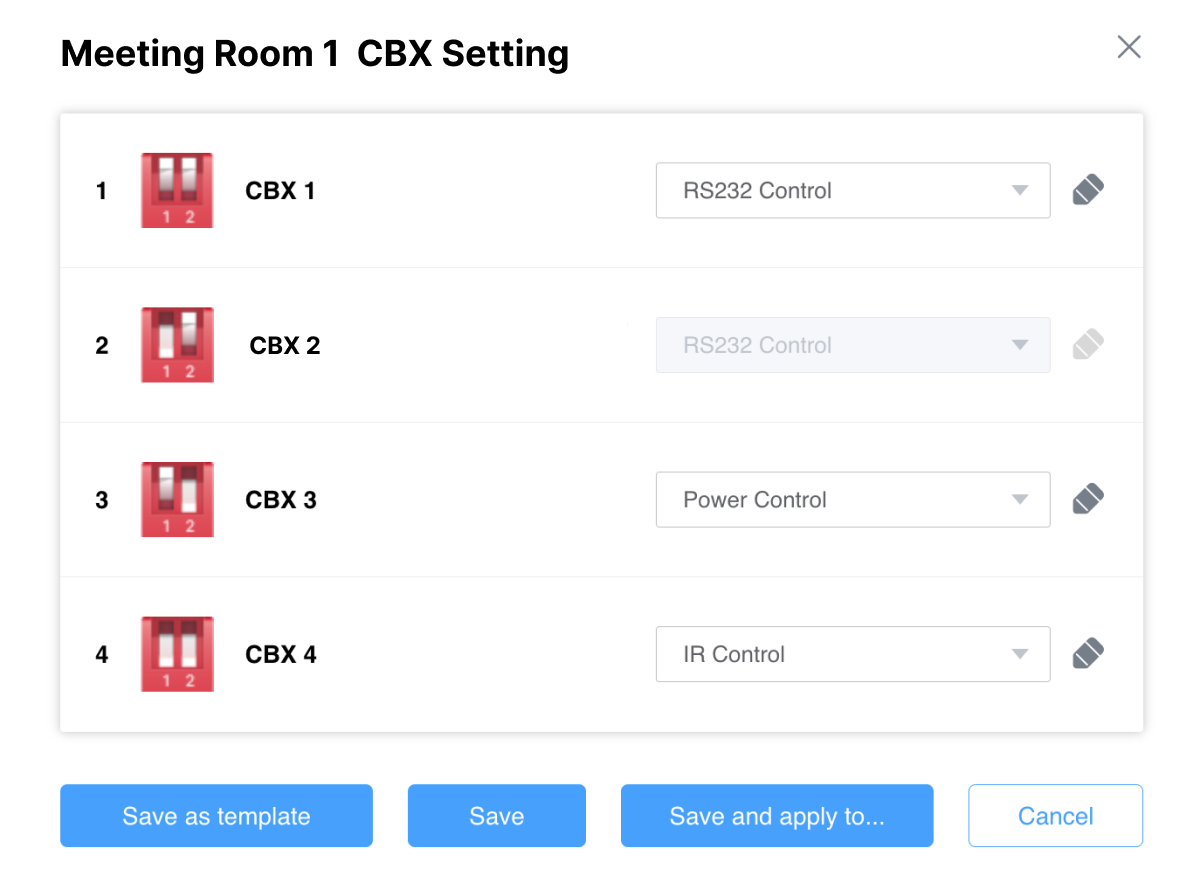 Meeting Room 1 CBX Setting
1 1 2 CBX 1 RS232 Control
2 1 2 CBX 2 RS232 Control
3 1 2 CBX 3 Power Control
4 1 2 CBX 4 IR Control
Save as template Save Save and apply to... Cancel